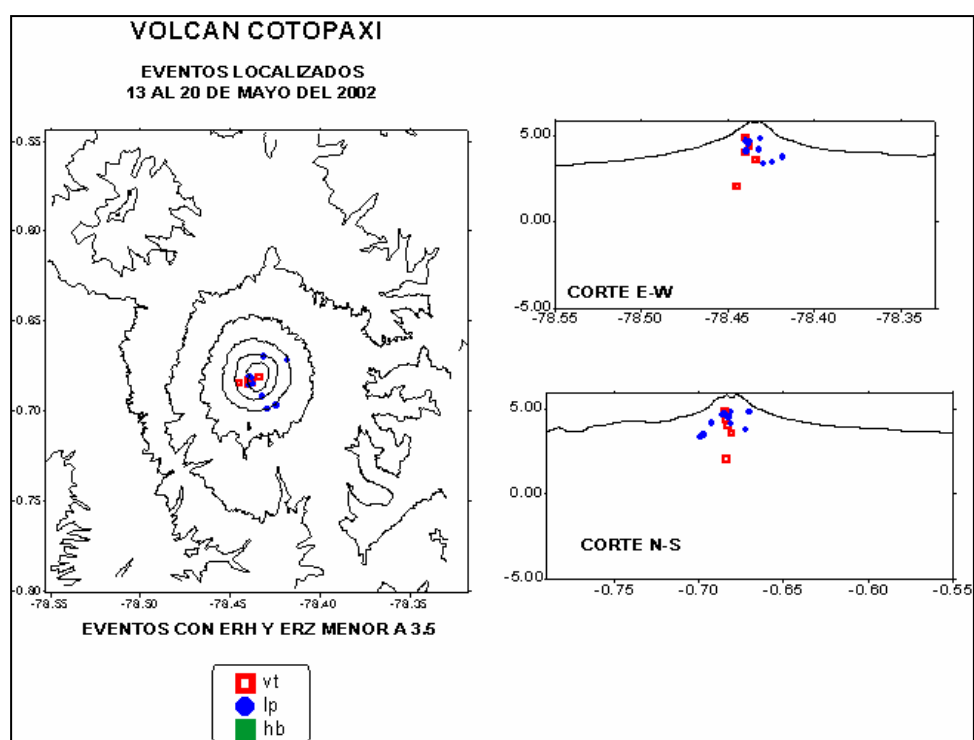 VOLCAN COTOPAXI
EVENTOS LOCALIZADOS
13 AL 20 DE MAYO DEL 2002
-0.55
-0.60
-0.65
-0.70
-0.75
-0.80
-78.55 -78.50 -78.45 -78.40 -78.35
EVENTOS CON ERH Y ERZ MENOR A 3.5
vt
lp
hb
5.00
0.00
-5.00
CORTE E-W
-78.55 -78.50 -78.45 -78.40 -78.35
5.00
0.00
-5.00
CORTE N-S
-0.75 -0.70 -0.65 -0.60 -0.55